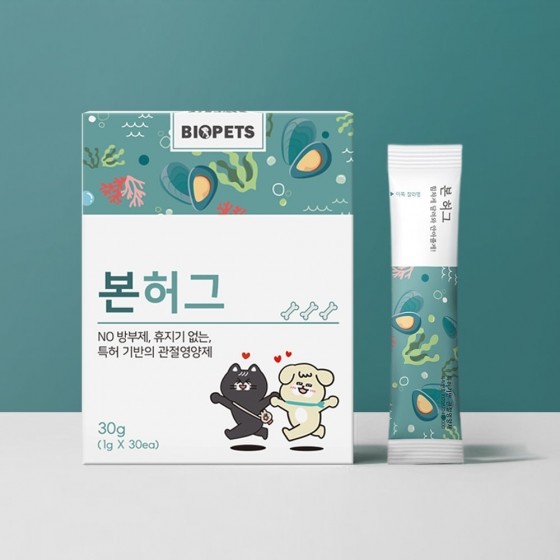 BIOPETS
본허그
NO 방부제, 휴지기 없는,
특허 기반의 관절영양제
30g
(1g X 30ea)
본 허그